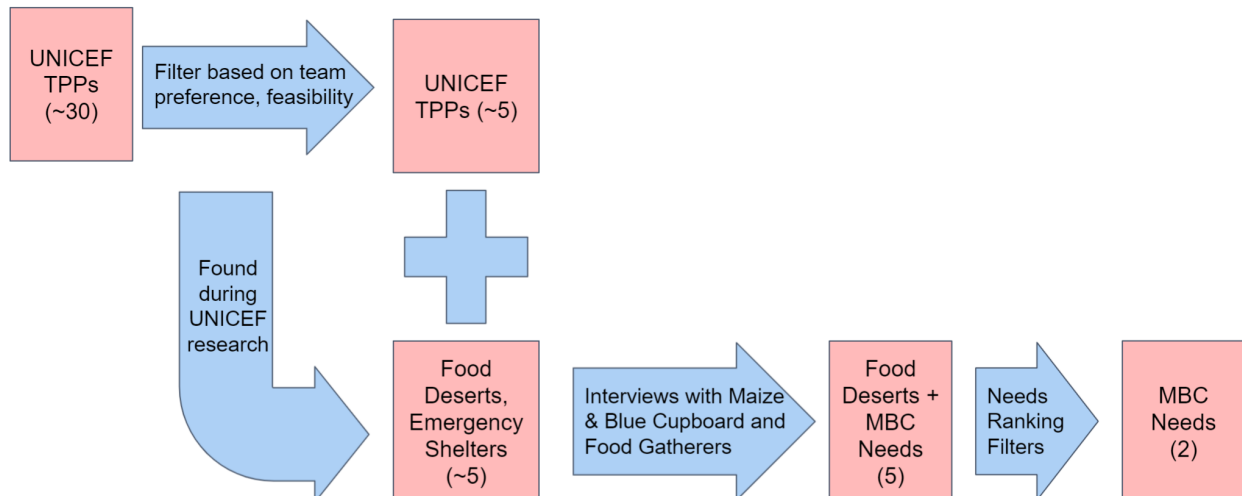 UNICEF
TPPs
(~30)
Filter based on team
preference, feasibility
UNICEF
TPPs (~5)
Found
during
UNICEF
research
Food
Deserts,
Emergency
Shelters
(~5)
Interviews with Maize
& Blue Cupboard and
Food Gatherers
Food
Deserts +
MBC
Needs
(5)
Needs
Ranking
Filters
MBC
Needs
(2)